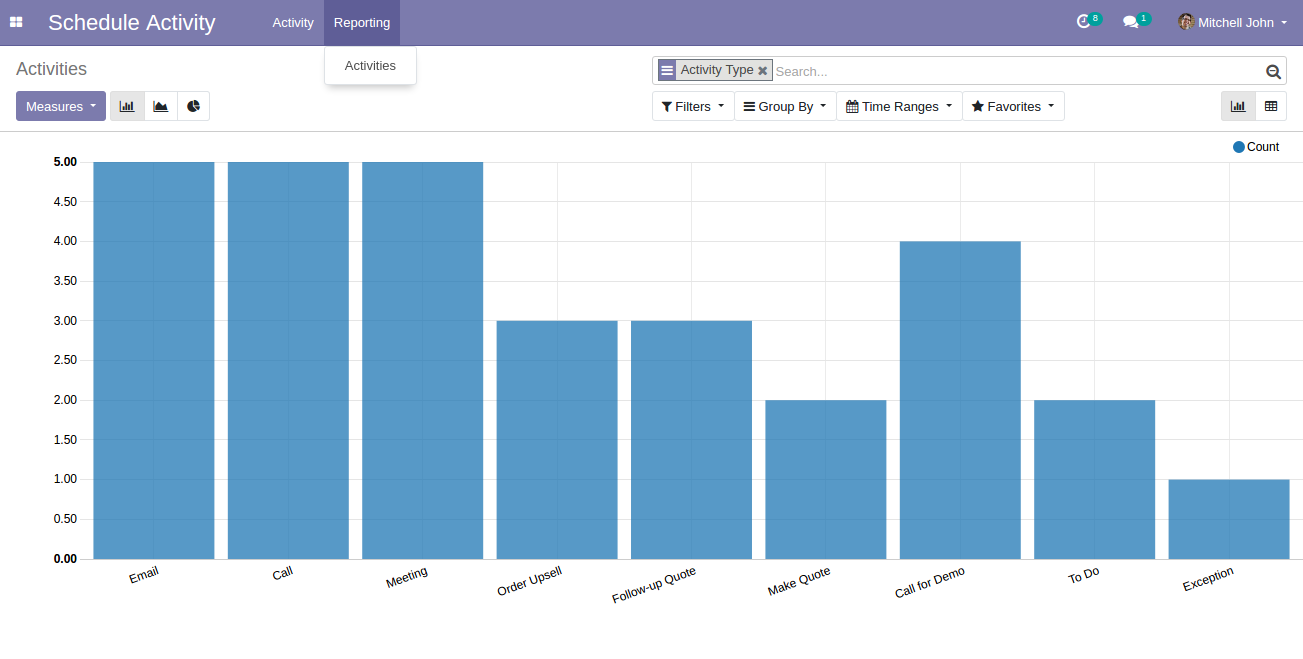 Schedule Activity Activity Reporting 8 1 Mitchell John
Activities
Activities
Activity Type Search...
Measures
Filters Group By Time Ranges Favorites
Count
5.00
4.50
4.00
3.50
3.00
2.50
2.00
1.50
1.00
0.50
0.00
Email Call Meeting Order Upsell Follow-up Quote Make Quote Call for Demo To Do Exception